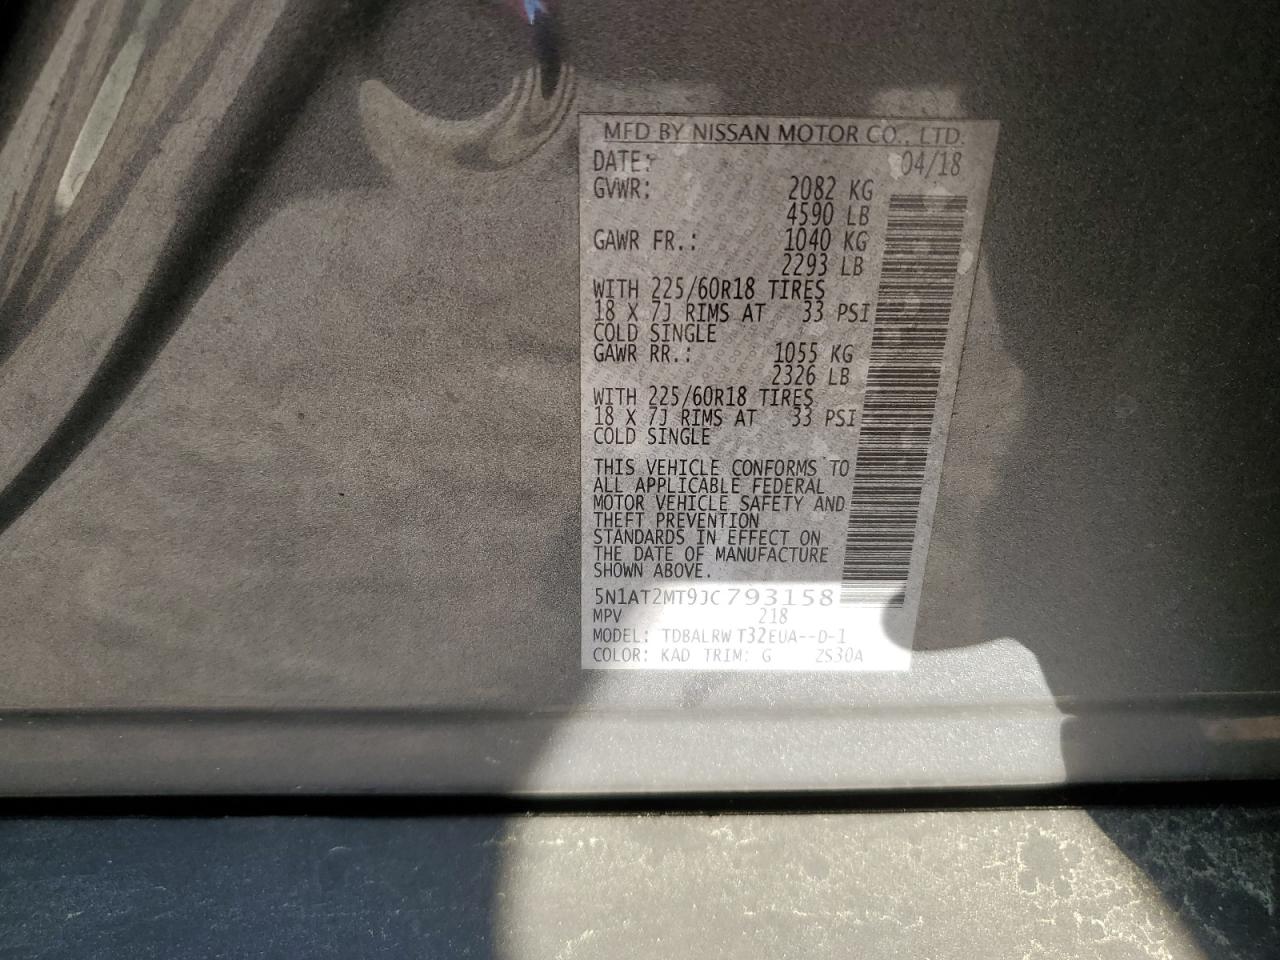 MFD BY NISSAN MOTOR CO., LTD.
DATE: 04/18
GVWR: 2082 KG
4590 LB
GAWR FR.: 1040 KG
2293 LB
WITH 225/60R18 TIRES
18 X 7J RIMS AT 33 PSI
COLD SINGLE
GAWR RR.: 1055 KG
2326 LB
WITH 225/60R18 TIRES
18 X 7J RIMS AT 33 PSI
COLD SINGLE
THIS VEHICLE CONFORMS TO
ALL APPLICABLE FEDERAL
MOTOR VEHICLE SAFETY AND
THEFT PREVENTION
STANDARDS IN EFFECT ON
THE DATE OF MANUFACTURE
SHOWN ABOVE.
5N1AT2MT9JC793158
MPV 218
MODEL: TDBALRW T32EUA--D-1
COLOR: KAD TRIM: G 2S30A